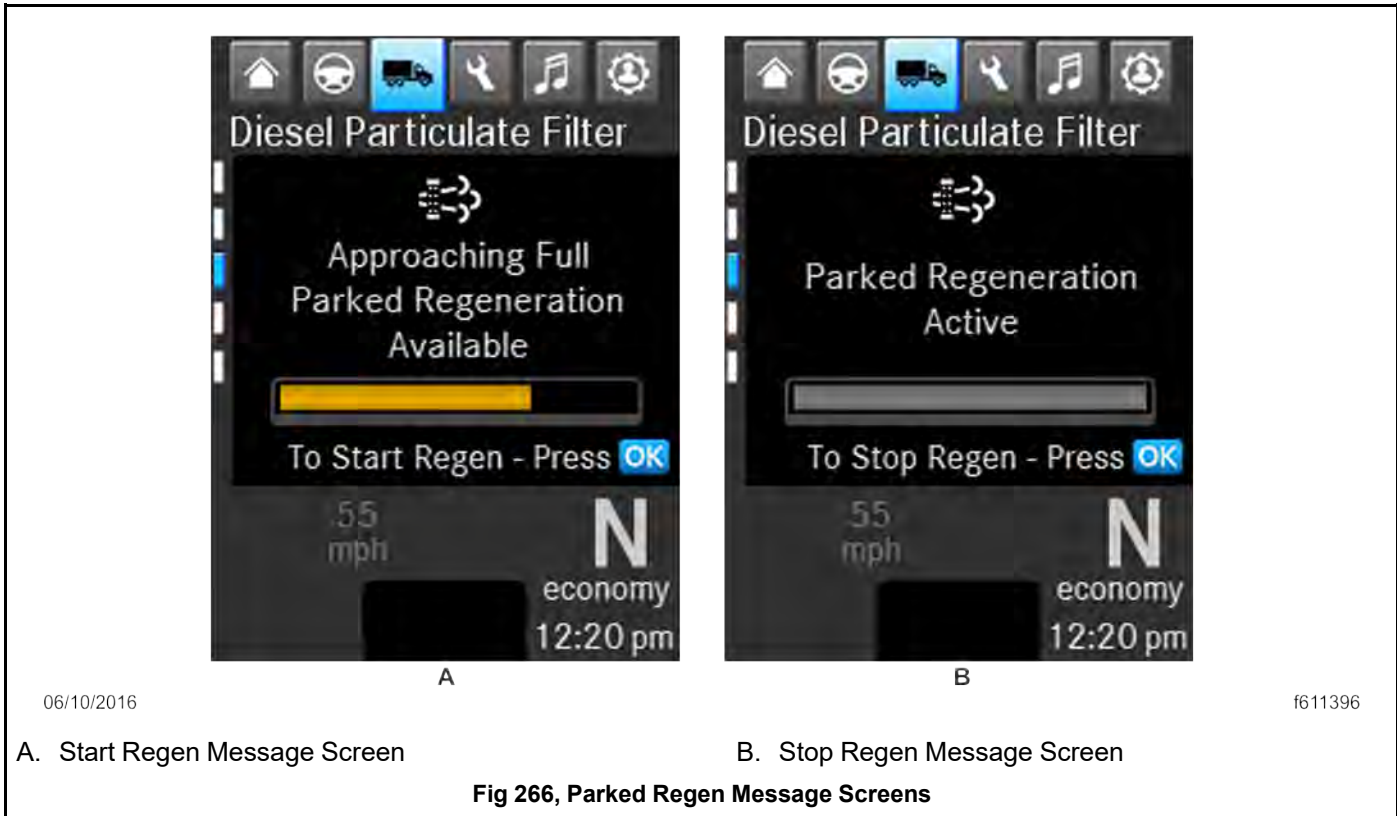 Diesel Particulate Filter
Approaching Full
Parked Regeneration
Available
To Start Regen - Press OK
55
mph
N
economy
12:20 pm
A
Diesel Particulate Filter
Parked Regeneration
Active
To Stop Regen - Press OK
55
mph
N
economy
12:20 pm
B
06/10/2016
f611396
A. Start Regen Message Screen
B. Stop Regen Message Screen
Fig 266, Parked Regen Message Screens